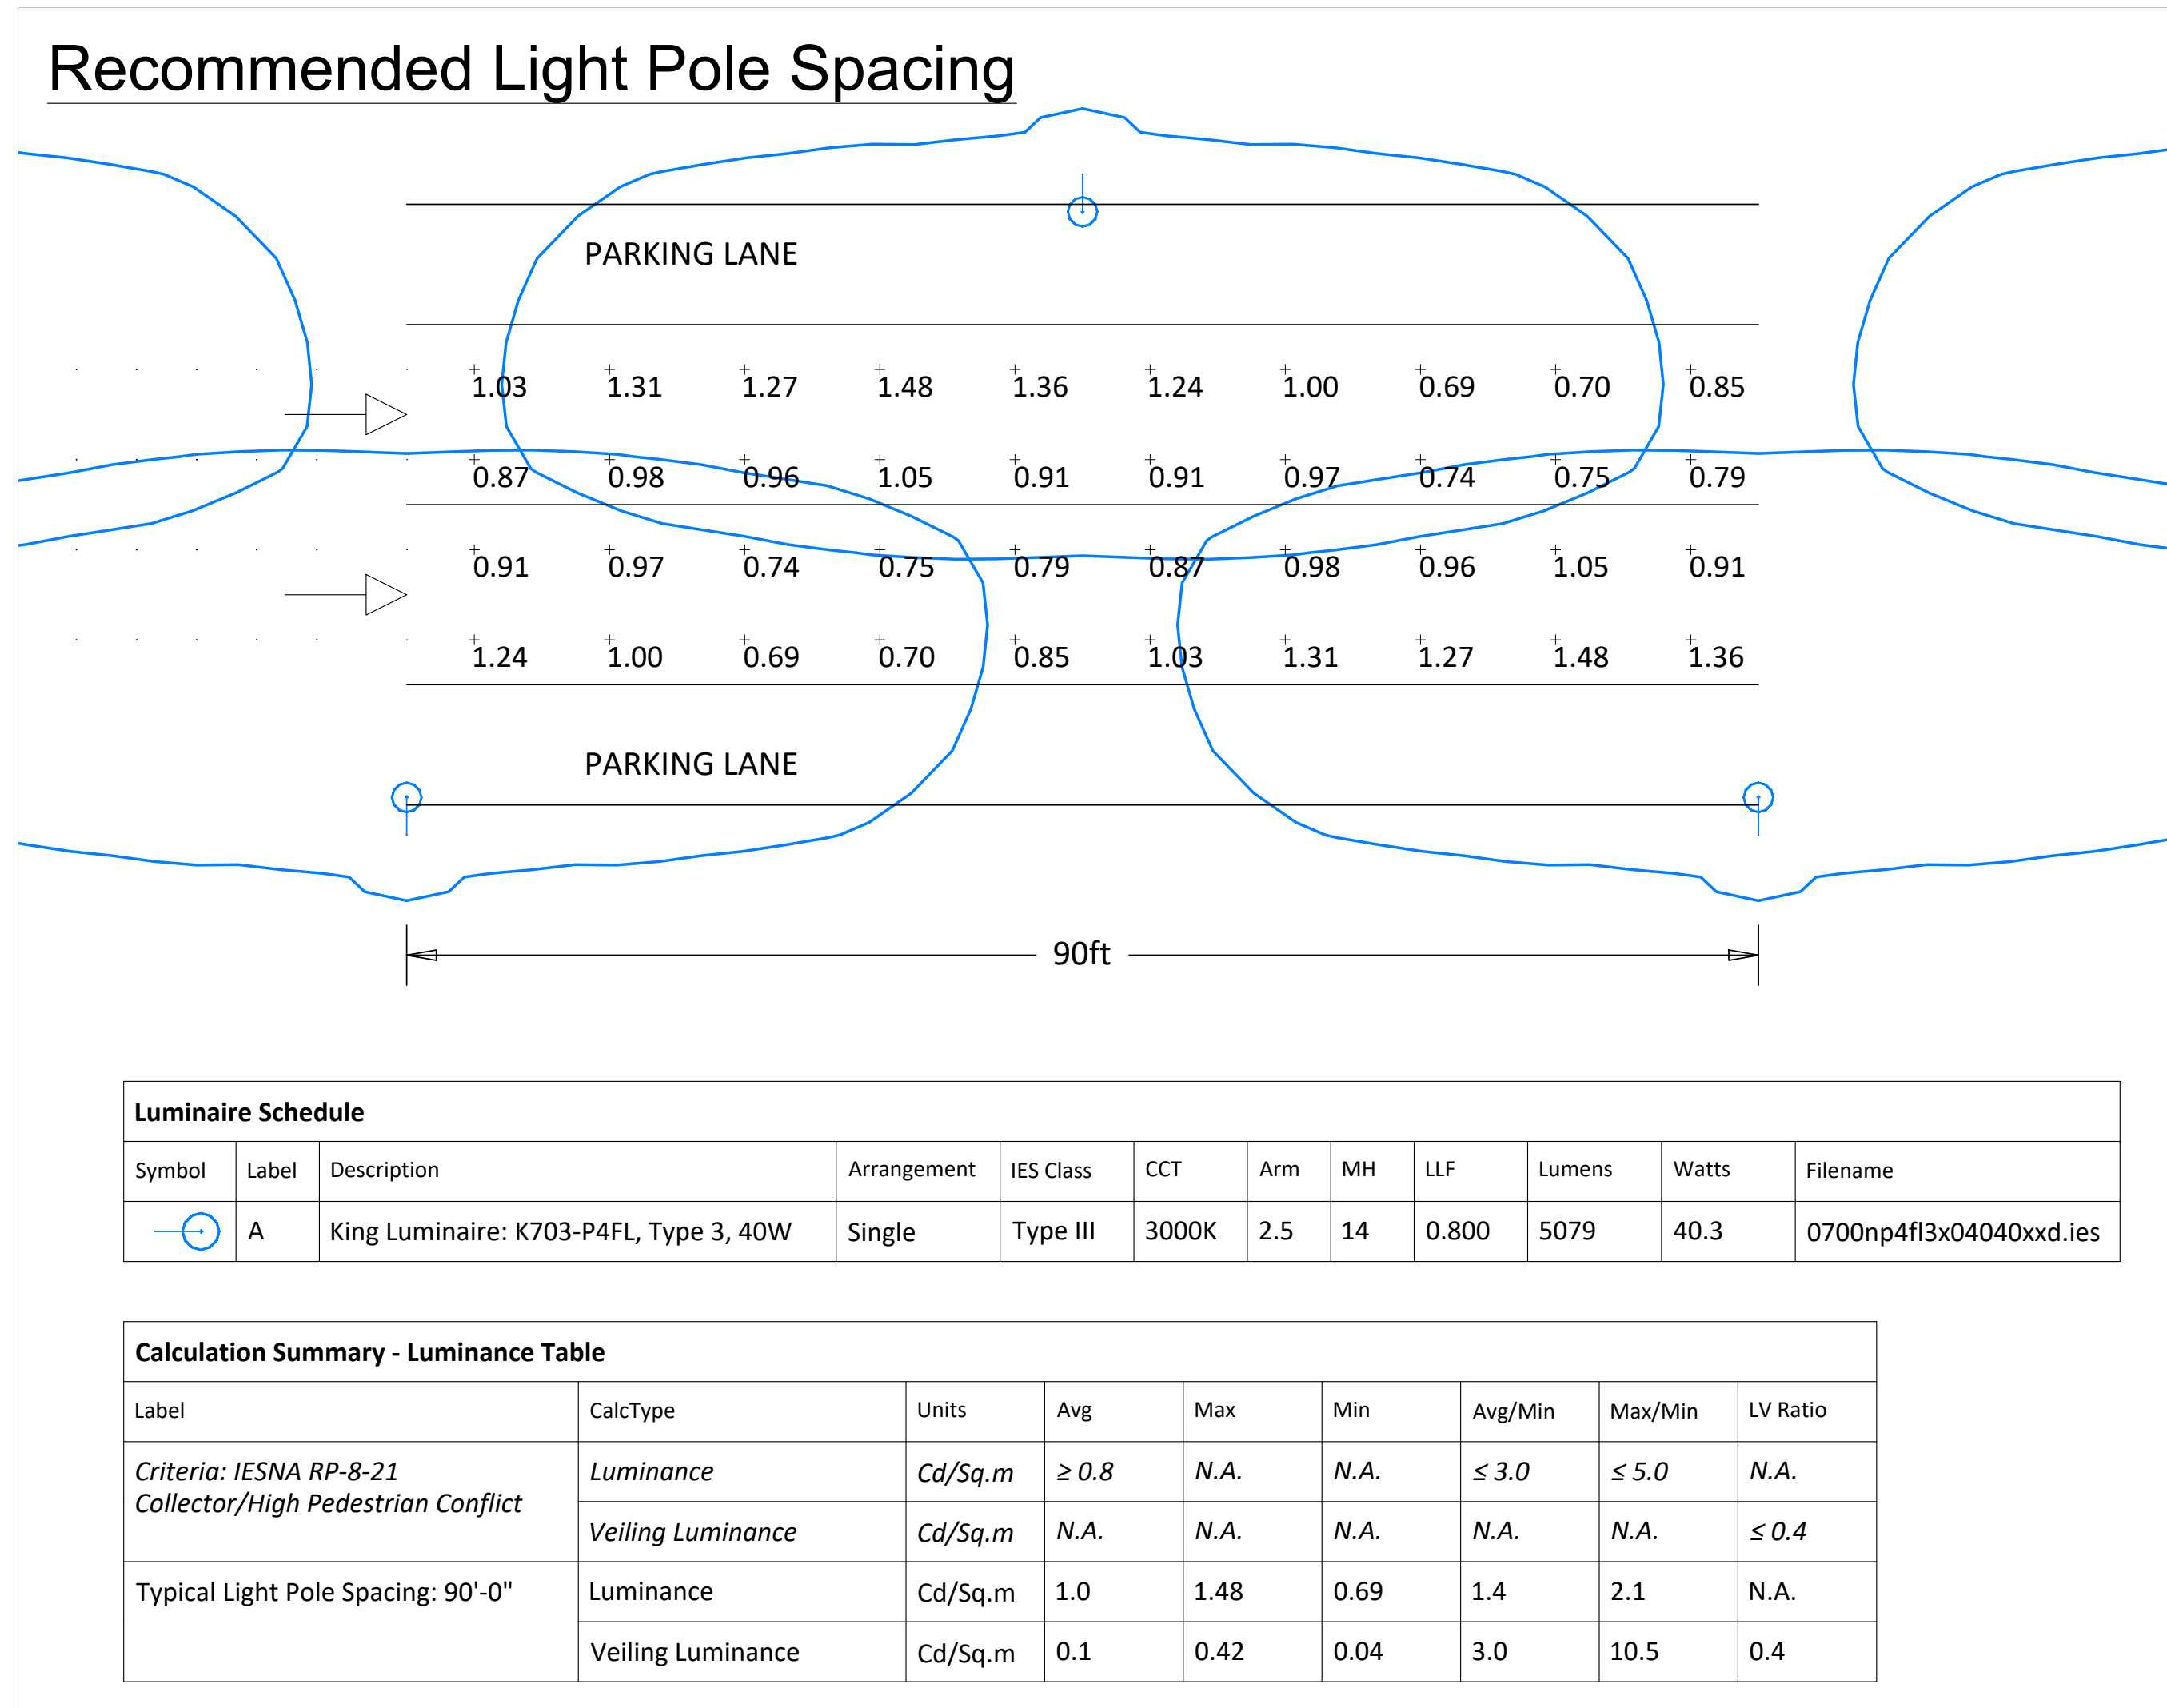 Recommended Light Pole Spacing
PARKING LANE
1.03 1.31 1.27 1.48 1.36 1.24 1.00 0.69 0.70 0.85
0.87 0.98 0.96 1.05 0.91 0.91 0.97 0.74 0.75 0.79
0.91 0.97 0.74 0.75 0.79 0.87 0.98 0.96 1.05 0.91
1.24 1.00 0.69 0.70 0.85 1.03 1.31 1.27 1.48 1.36
PARKING LANE
90ft
Luminaire Schedule
Symbol Label Description Arrangement IES Class CCT Arm MH LLF Lumens Watts Filename
A King Luminaire: K703-P4FL, Type 3, 40W Single Type III 3000K 2.5 14 0.800 5079 40.3 0700np4fl3x04040xxd.ies
Calculation Summary - Luminance Table
Label CalcType Units Avg Max Min Avg/Min Max/Min LV Ratio
Criteria: IESNA RP-8-21
Collector/High Pedestrian Conflict
Luminance Cd/Sq.m ≥ 0.8 N.A. N.A. ≤ 3.0 ≤ 5.0 N.A.
Veiling Luminance Cd/Sq.m N.A. N.A. N.A. N.A. N.A. ≤ 0.4
Typical Light Pole Spacing: 90'-0" Luminance Cd/Sq.m 1.0 1.48 0.69 1.4 2.1 N.A.
Veiling Luminance Cd/Sq.m 0.1 0.42 0.04 3.0 10.5 0.4